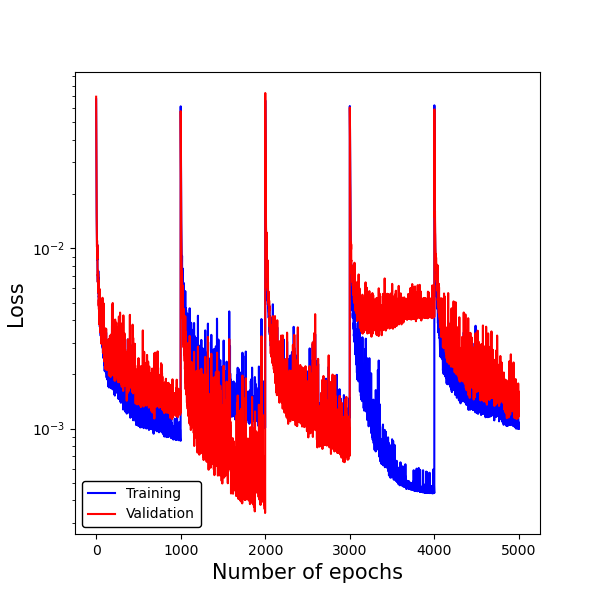 Loss
10⁻²
10⁻³
Training
Validation
0 1000 2000 3000 4000 5000
Number of epochs